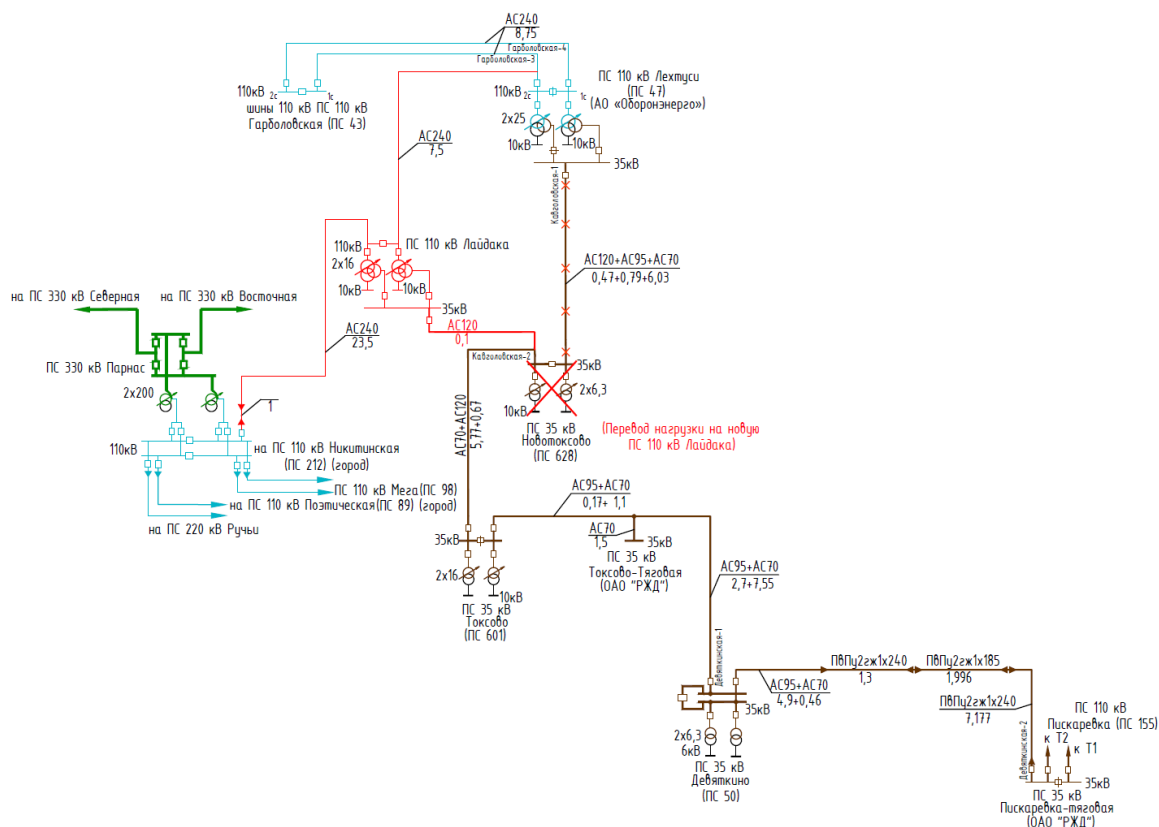 АС240
8,75
Гарболовская-4
Гарболовская-3
110кВ 2с 1с
шины 110 кВ ПС 110 кВ
Гарболовская (ПС 43)
110кВ 2с 1с
ПС 110 кВ Лехтуси
(ПС 47)
(АО «Оборонэнерго»)
2х25
10кВ
10кВ
35кВ
АС240
7,5
Кавголовская-1
АС120+АС95+АС70
0,47+0,79+6,03
110кВ
ПС 110 кВ Лайдака
2х16
10кВ
10кВ
35кВ
АС120
0,1
АС240
23,5
на ПС 330 кВ Северная
на ПС 330 кВ Восточная
ПС 330 кВ Парнас
2х200
Т
110кВ
на ПС 110 кВ Никитинская
(ПС 212) (город)
ПС 110 кВ Мега(ПС 98)
на ПС 110 кВ Поэтическая(ПС 89) (город)
на ПС 220 кВ Ручьи
Кавголовская-2
35кВ
2х6,3
10кВ
ПС 35 кВ
Новотоксово
(ПС 628)
(Перевод нагрузки на новую
ПС 110 кВ Лайдака)
АС70+АС120
5,77+0,67
35кВ
2х16
10кВ
ПС 35 кВ
Токсово
(ПС 601)
АС95+АС70
0,17+ 1,1
АС70
1,5
35кВ
ПС 35 кВ
Токсово-Тяговая
(ОАО "РЖД")
АС95+АС70
2,7+7,55
Девяткинская-1
35кВ
2х6,3
6кВ
ПС 35 кВ
Девяткино
(ПС 50)
АС95+АС70
4,9+0,46
ПвПу2гж1х240
1,3
ПвПу2гж1х185
1,996
ПвПу2гж1х240
7,177
Девяткинская-2
ПС 110 кВ
Пискаревка (ПС 155)
к Т2
к Т1
35кВ
ПС 35 кВ
Пискаревка-тяговая
(ОАО "РЖД")